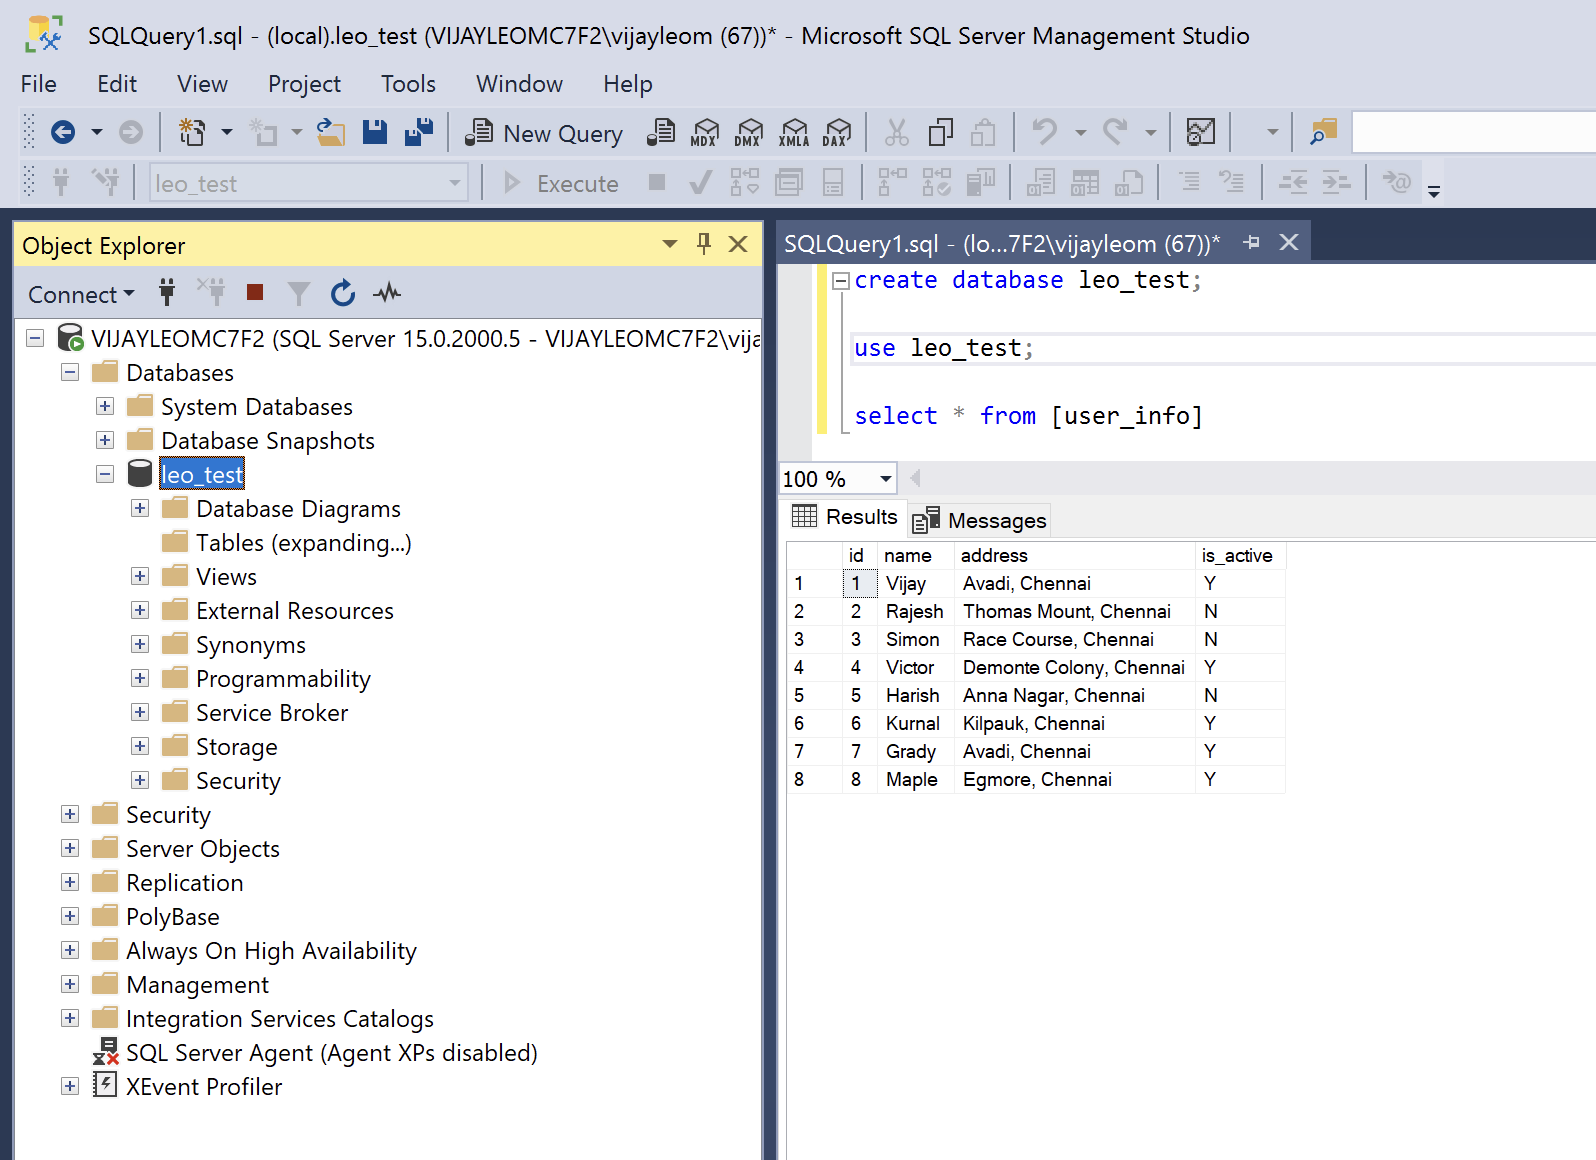 SQLQuery1.sql - (local).leo_test (VIJAYLEOMC7F2\vijayleom (67))* - Microsoft SQL Server Management Studio
File Edit View Project Tools Window Help
New Query MDX DMX XMLA DAX
leo_test Execute
Object Explorer
Connect
VIJAYLEOMC7F2 (SQL Server 15.0.2000.5 - VIJAYLEOMC7F2\vija
Databases
System Databases
Database Snapshots
leo_test
Database Diagrams
Tables (expanding...)
Views
External Resources
Synonyms
Programmability
Service Broker
Storage
Security
Security
Server Objects
Replication
PolyBase
Always On High Availability
Management
Integration Services Catalogs
SQL Server Agent (Agent XPs disabled)
XEvent Profiler
SQLQuery1.sql - (lo...7F2\vijayleom (67))*
create database leo_test;
use leo_test;
select * from [user_info]
100 %
Results Messages
id name address is_active
1 1 Vijay Avadi, Chennai Y
2 2 Rajesh Thomas Mount, Chennai N
3 3 Simon Race Course, Chennai N
4 4 Victor Demonte Colony, Chennai Y
5 5 Harish Anna Nagar, Chennai N
6 6 Kurnal Kilpauk, Chennai Y
7 7 Grady Avadi, Chennai Y
8 8 Maple Egmore, Chennai Y